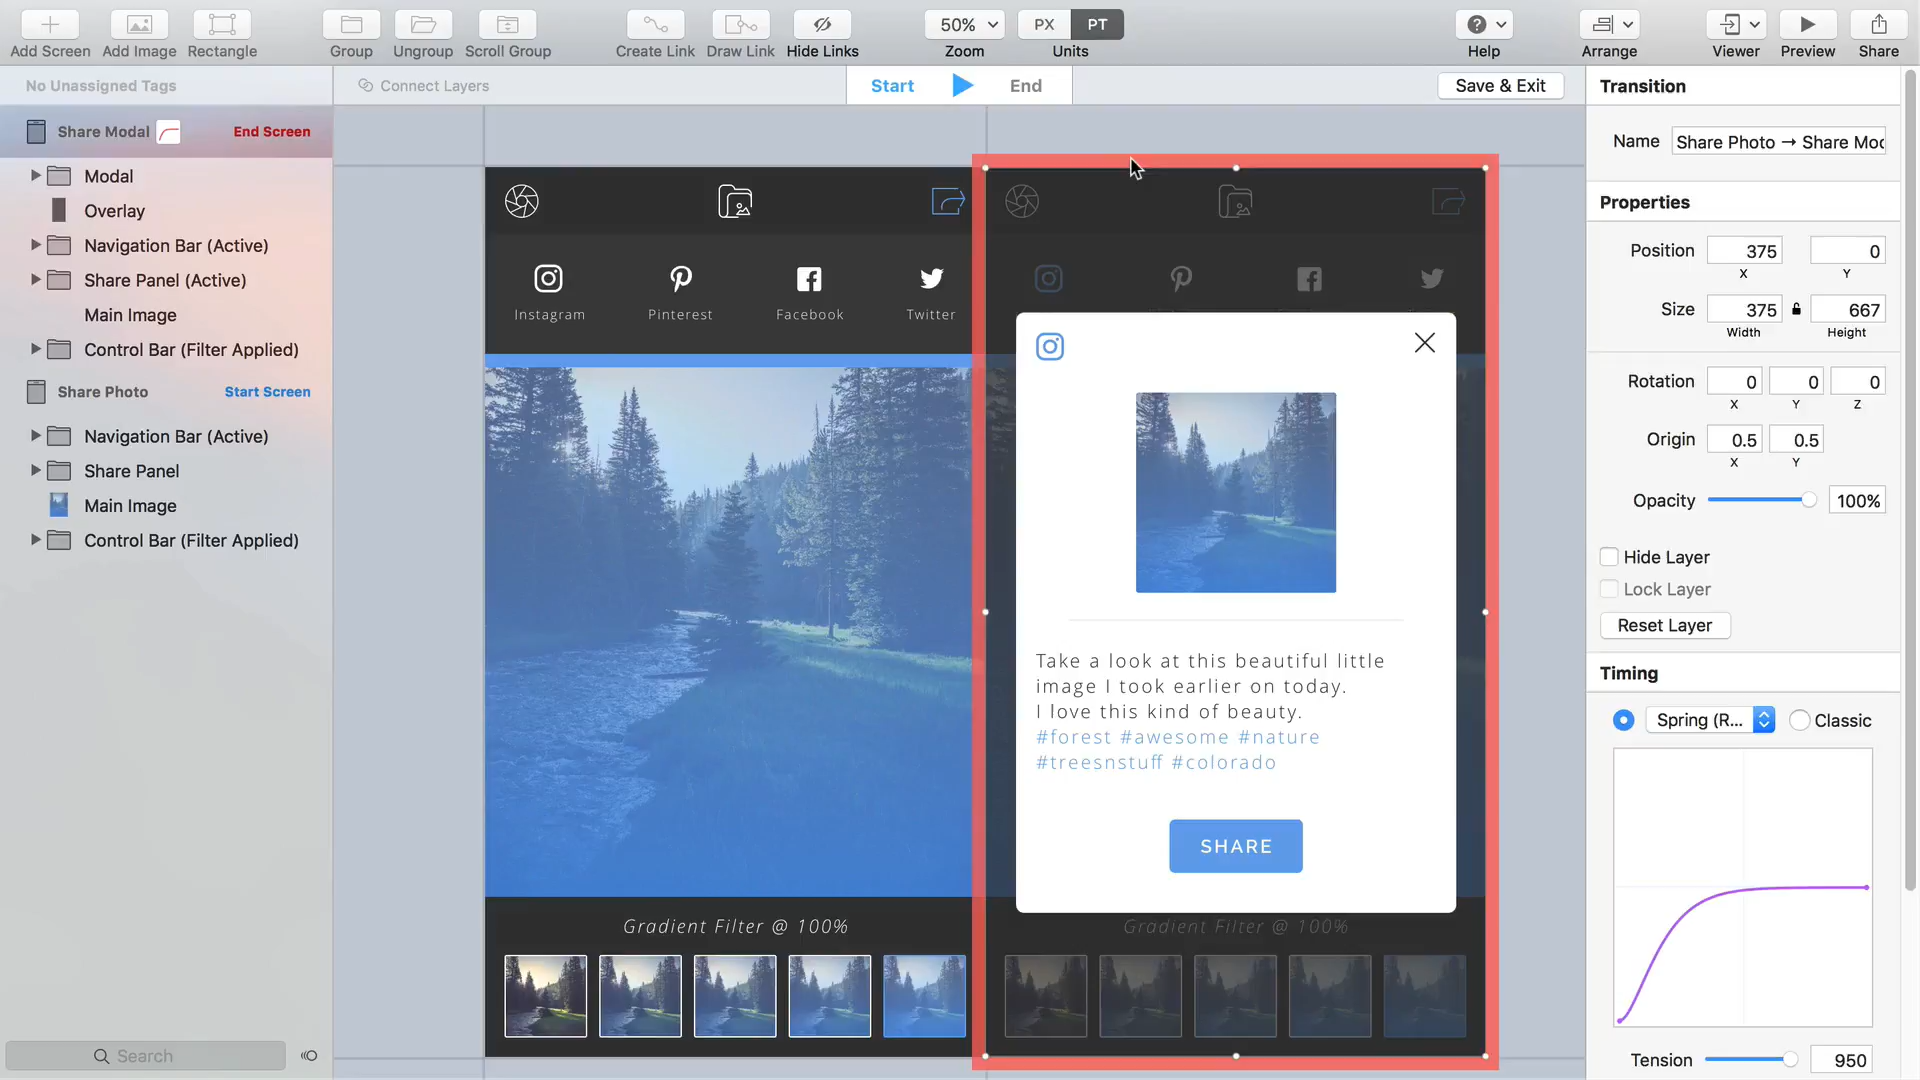 Add Screen
Add Image
Rectangle
Group
Ungroup
Scroll Group
Create Link
Draw Link
Hide Links
50%
Zoom
PX
PT
Units
Help
Arrange
Viewer
Preview
Share
No Unassigned Tags
Connect Layers
Start
End
Save & Exit
Share Modal
End Screen
Modal
Overlay
Navigation Bar (Active)
Share Panel (Active)
Main Image
Control Bar (Filter Applied)
Share Photo
Start Screen
Navigation Bar (Active)
Share Panel
Main Image
Control Bar (Filter Applied)
Search
Instagram
Pinterest
Facebook
Twitter
Gradient Filter @ 100%
Take a look at this beautiful little
image I took earlier on today.
I love this kind of beauty.
#forest #awesome #nature
#treesnstuff #colorado
SHARE
Gradient Filter @ 100%
Transition
Name
Share Photo → Share Moc
Properties
Position
375
0
X
Y
Size
375
667
Width
Height
Rotation
0
0
0
X
Y
Z
Origin
0.5
0.5
X
Y
Opacity
100%
Hide Layer
Lock Layer
Reset Layer
Timing
Spring (R...
Classic
Tension
950